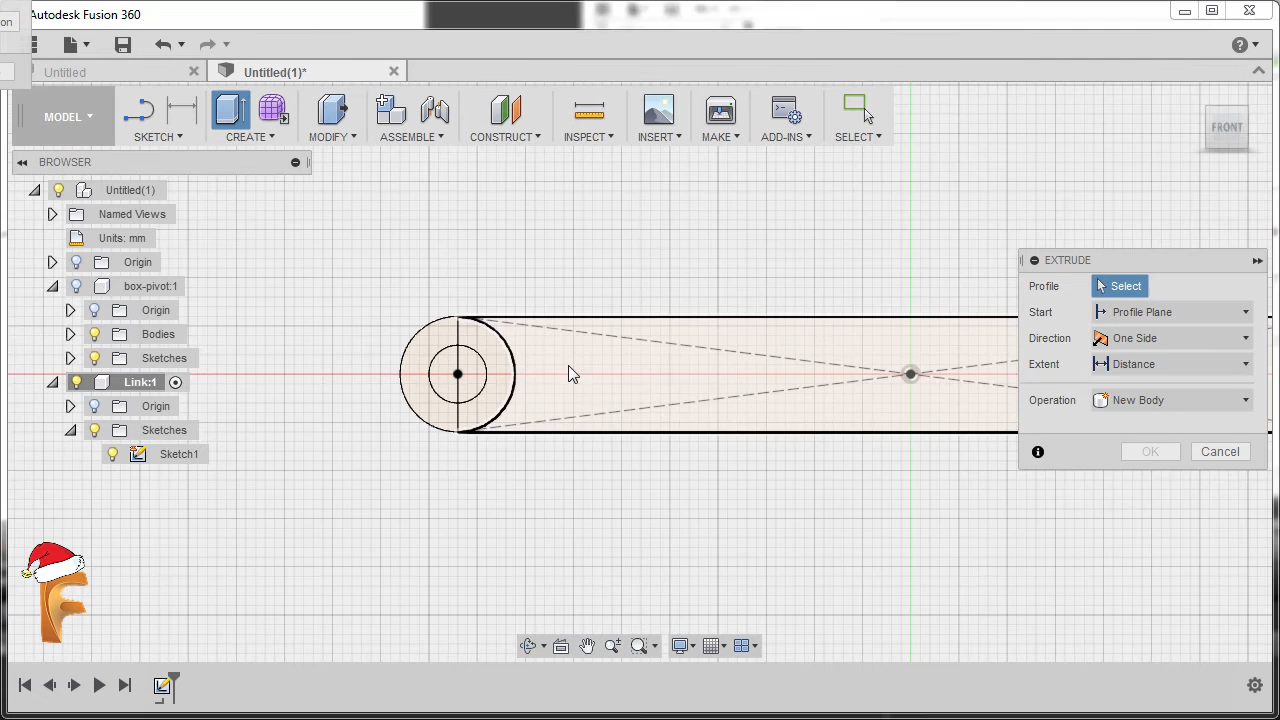 Autodesk Fusion 360
on
Untitled
Untitled(1)*
MODEL
SKETCH
CREATE
MODIFY
ASSEMBLE
CONSTRUCT
INSPECT
INSERT
MAKE
ADD-INS
SELECT
FRONT
BROWSER
Untitled(1)
Named Views
Units: mm
Origin
box-pivot:1
Origin
Bodies
Sketches
Link:1
Origin
Sketches
Sketch1
EXTRUDE
Profile Select
Start Profile Plane
Direction One Side
Extent Distance
Operation New Body
OK Cancel